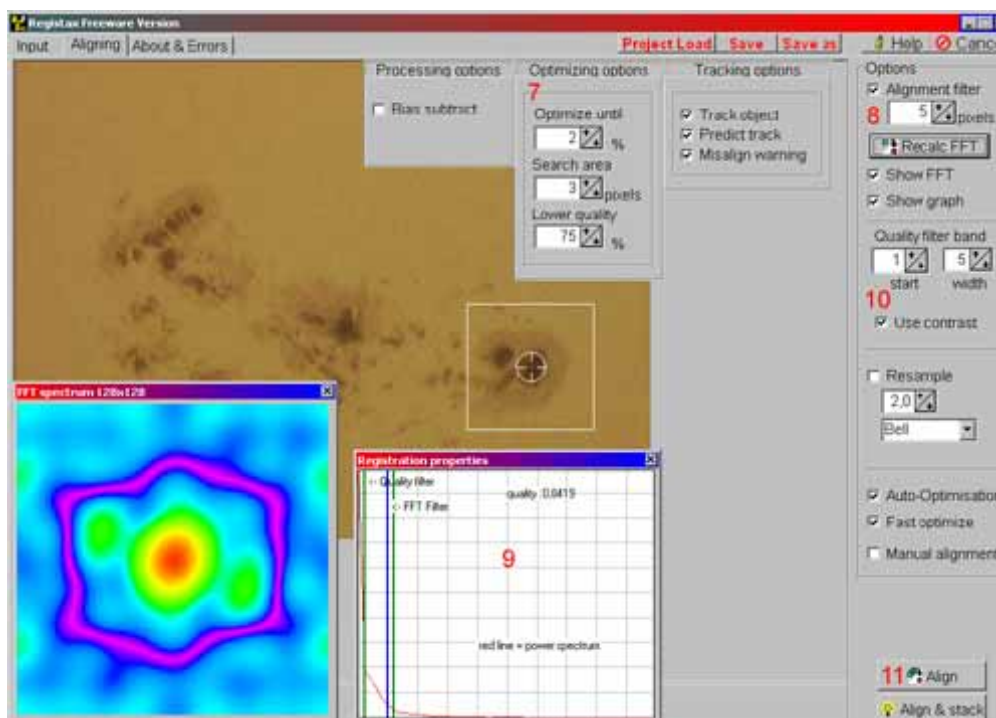 Registax Freeware Version
Input Aligning About & Errors Project Load Save Save as Help Canc
Processing options
Bias subtract
Optimizing options
7
Optimize until
2 %
Search area
3 pixels
Lower quality
75 %
Tracking options
Track object
Predict track
Misalign warning
Options
Alignment filter
8 5 pixels
Recalc FFT
Show FFT
Show graph
Quality filter band
1 5
start width
10
Use contrast
Resample
2,0
Bell
Auto-Optimisation
Fast optimize
Manual alignment
11 Align
Align & stack
FFT spectrum 128x128
Registration properties
<- Quality filter
quality :0.0419
<- FFT Filter
9
red line = power spectrum